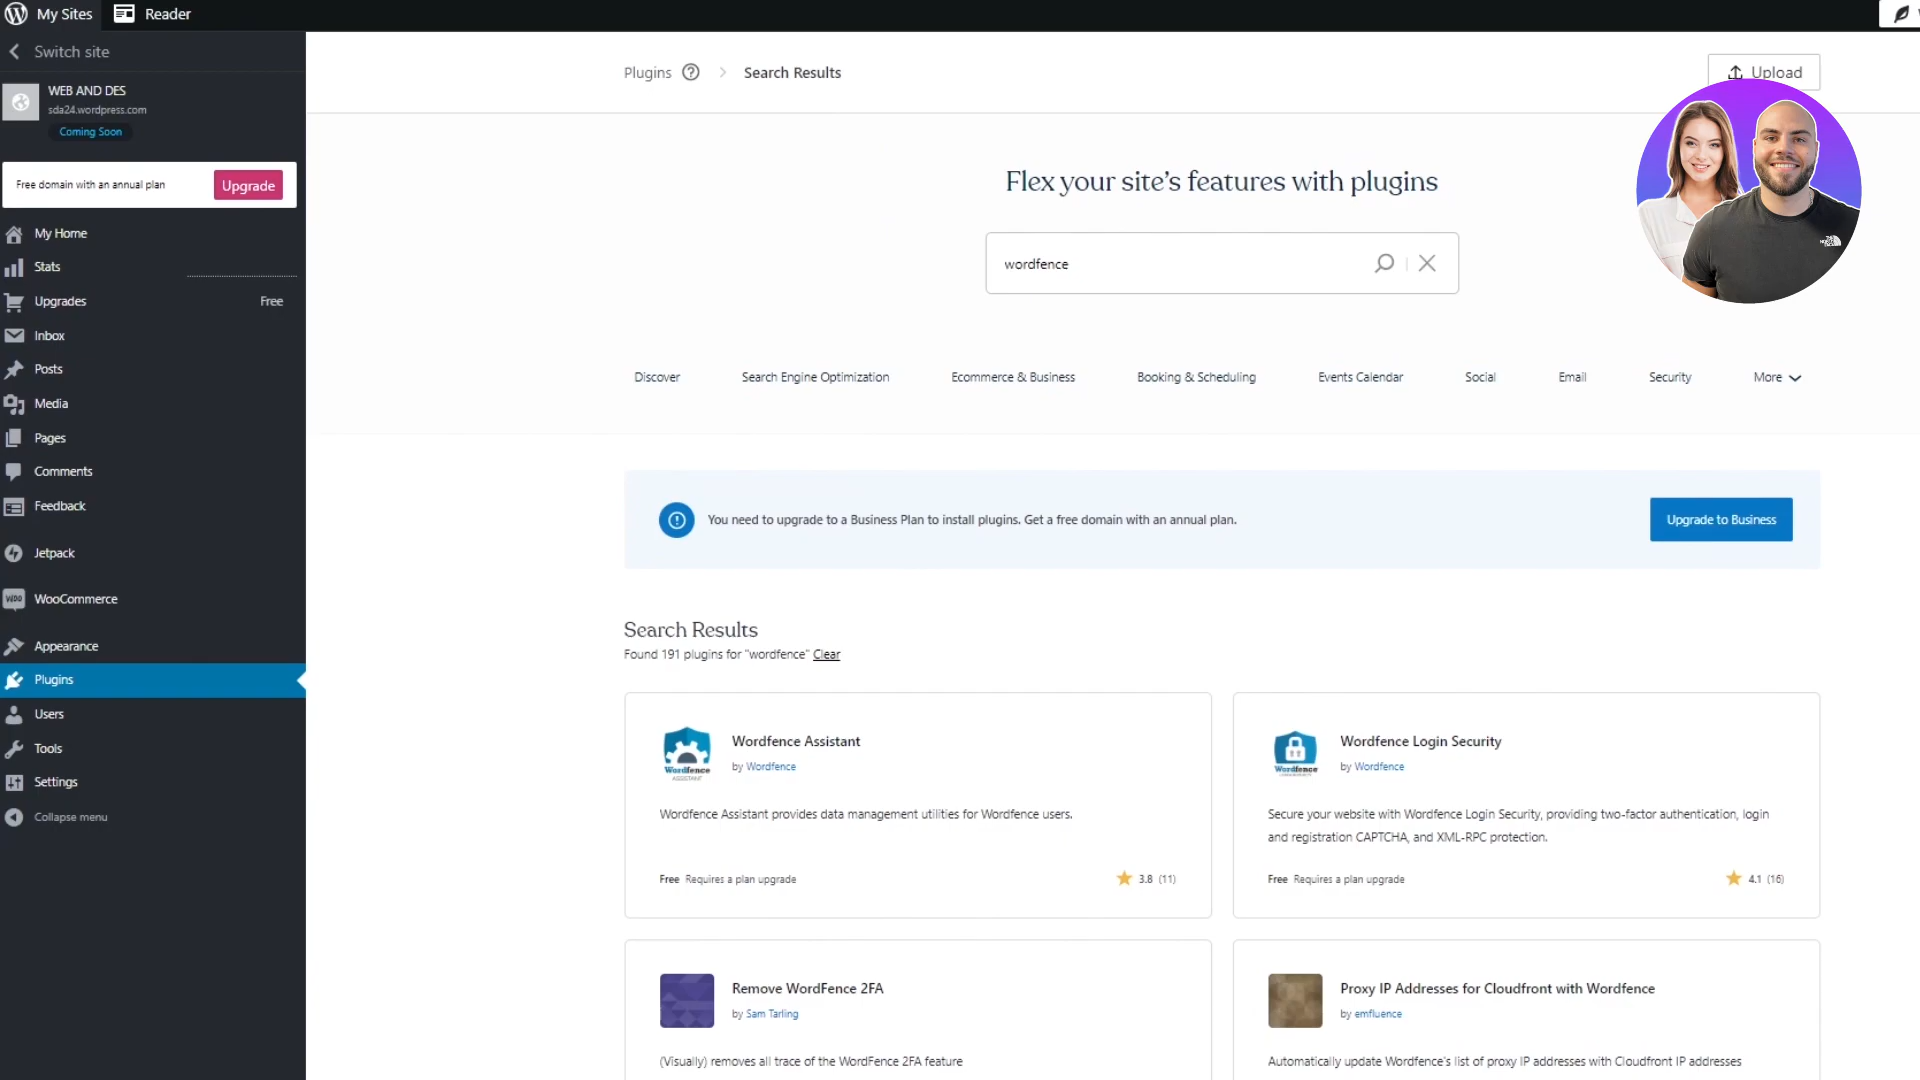 My Sites
Reader
Switch site
WEB AND DES
sda24.wordpress.com
Coming Soon
Free domain with an annual plan
Upgrade
My Home
Stats
Upgrades
Free
Inbox
Posts
Media
Pages
Comments
Feedback
Jetpack
WooCommerce
Appearance
Plugins
Users
Tools
Settings
Collapse menu
Plugins
Search Results
Upload
Flex your site's features with plugins
wordfence
Discover
Search Engine Optimization
Ecommerce & Business
Booking & Scheduling
Events Calendar
Social
Email
Security
More
You need to upgrade to a Business Plan to install plugins. Get a free domain with an annual plan.
Upgrade to Business
Search Results
Found 191 plugins for "wordfence" Clear
Wordfence Assistant
by Wordfence
Wordfence
ASSISTANT
Wordfence Assistant provides data management utilities for Wordfence users.
Free Requires a plan upgrade
3.8 (11)
Wordfence Login Security
by Wordfence
Wordfence
Secure your website with Wordfence Login Security, providing two-factor authentication, login
and registration CAPTCHA, and XML-RPC protection.
Free Requires a plan upgrade
4.1 (16)
Remove WordFence 2FA
by Sam Tarling
(Visually) removes all trace of the WordFence 2FA feature
Proxy IP Addresses for Cloudfront with Wordfence
by emfluence
Automatically update Wordfence's list of proxy IP addresses with Cloudfront IP addresses